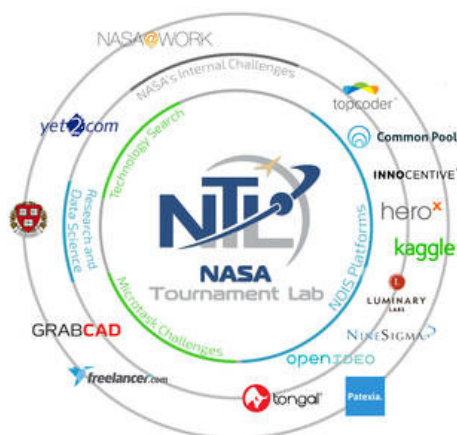 NASA@WORK
NASA's Internal Challenges
topcoder
yet2.com
Technology Search
Common Pool
INNOCENTIVE
Research and
Data Science
NTL
NASA
Tournament Lab
NOIS Platforms
herox
kaggle
L
LUMINARY
LABS
GRABCAD
Microtask Challenges
NINESIGMA
OPENIDEO
freelancer.com
tongal
Patexia.